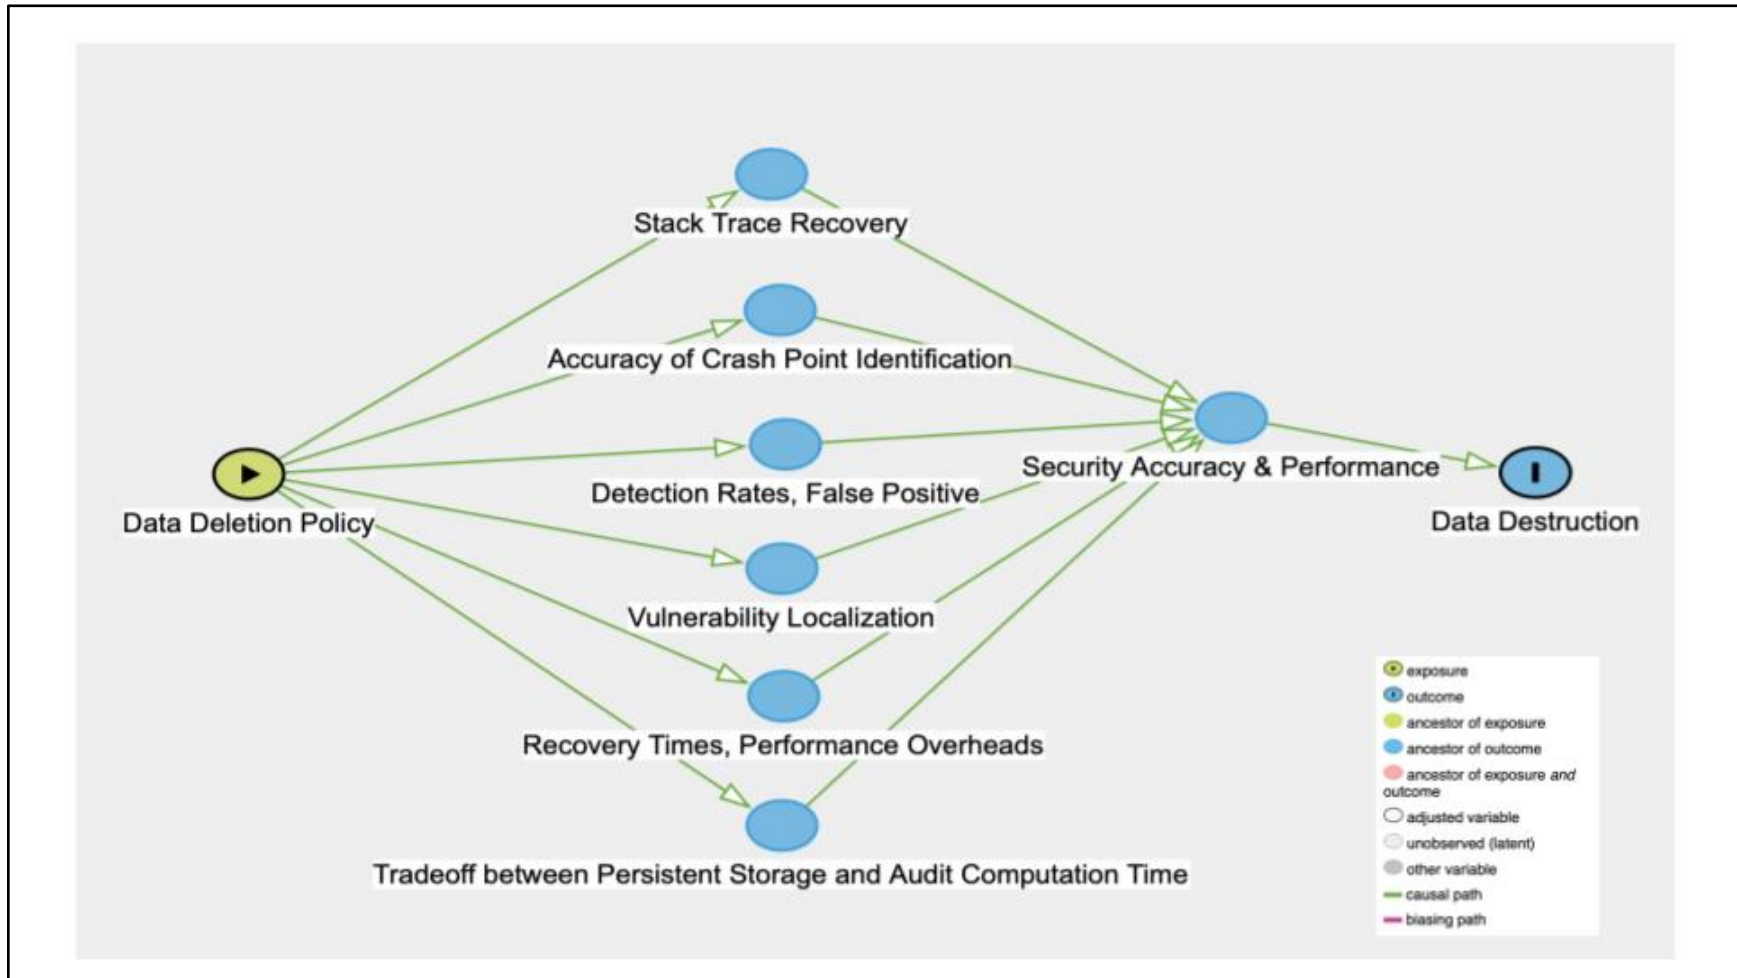 Stack Trace Recovery
Accuracy of Crash Point Identification
Detection Rates, False Positive
Security Accuracy & Performance
Data Deletion Policy
Data Destruction
Vulnerability Localization
Recovery Times, Performance Overheads
Tradeoff between Persistent Storage and Audit Computation Time
exposure
outcome
ancestor of exposure
ancestor of outcome
ancestor of exposure and
outcome
adjusted variable
unobserved (latent)
other variable
causal path
biasing path